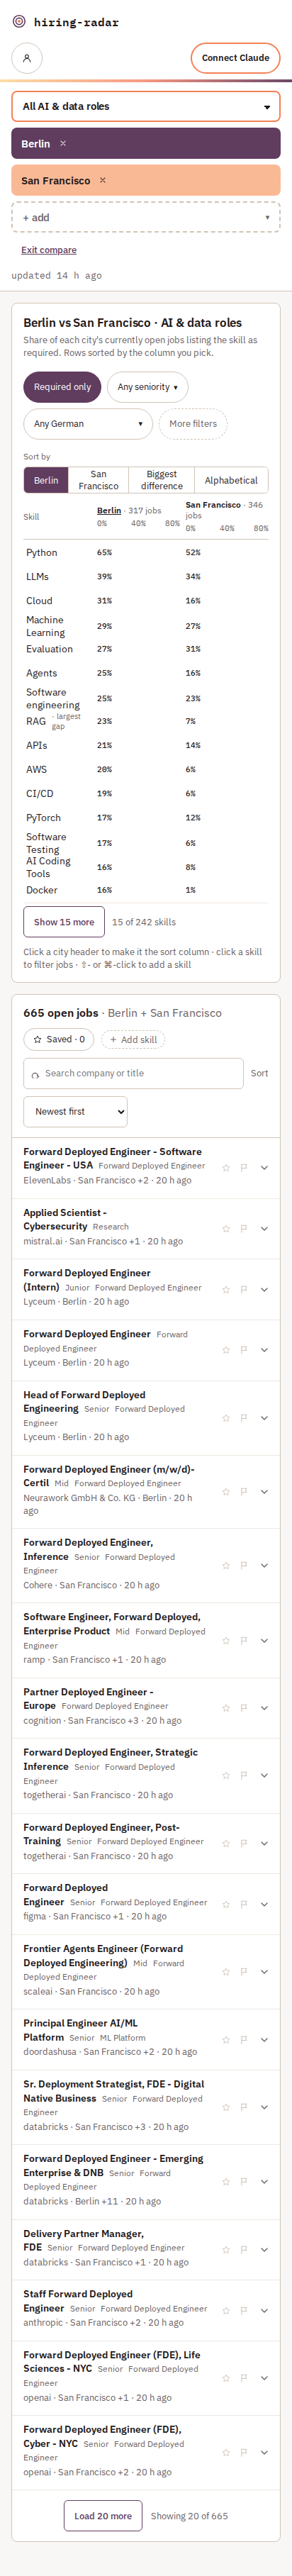 hiring-radar
Connect Claude
All AI & data roles
Berlin ×
San Francisco ×
+ add
Exit compare
updated 14 h ago
Berlin vs San Francisco · AI & data roles
Share of each city's currently open jobs listing the skill as
required. Rows sorted by the column you pick.
Required only
Any seniority
Any German
More filters
Sort by
Berlin
San Francisco
Biggest difference
Alphabetical
Skill
Berlin · 317 jobs
San Francisco · 346 jobs
0% 40% 80%
0% 40% 80%
Python 65% 52%
LLMs 39% 34%
Cloud 31% 16%
Machine Learning 29% 27%
Evaluation 27% 31%
Agents 25% 16%
Software engineering 25% 23%
RAG · largest gap 23% 7%
APIs 21% 14%
AWS 20% 6%
CI/CD 19% 6%
PyTorch 17% 12%
Software Testing 17% 6%
AI Coding Tools 16% 8%
Docker 16% 1%
Show 15 more
15 of 242 skills
Click a city header to make it the sort column · click a skill
to filter jobs · ⇧- or ⌘-click to add a skill
665 open jobs · Berlin + San Francisco
Saved · 0
+ Add skill
Search company or title
Sort
Newest first
Forward Deployed Engineer - Software
Engineer - USA Forward Deployed Engineer
ElevenLabs · San Francisco +2 · 20 h ago
Applied Scientist -
Cybersecurity Research
mistral.ai · San Francisco +1 · 20 h ago
Forward Deployed Engineer
(Intern) Junior Forward Deployed Engineer
Lyceum · Berlin · 20 h ago
Forward Deployed Engineer Forward
Deployed Engineer
Lyceum · Berlin · 20 h ago
Head of Forward Deployed
Engineering Senior Forward Deployed
Engineer
Lyceum · Berlin · 20 h ago
Forward Deployed Engineer (m/w/d)-
Certil Mid Forward Deployed Engineer
Neurawork GmbH & Co. KG · Berlin · 20 h
ago
Forward Deployed Engineer,
Inference Senior Forward Deployed
Engineer
Cohere · San Francisco · 20 h ago
Software Engineer, Forward Deployed,
Enterprise Product Mid Forward Deployed
Engineer
ramp · San Francisco +1 · 20 h ago
Partner Deployed Engineer -
Europe Forward Deployed Engineer
cognition · San Francisco +3 · 20 h ago
Forward Deployed Engineer, Strategic
Inference Senior Forward Deployed
Engineer
togetherai · San Francisco · 20 h ago
Forward Deployed Engineer, Post-
Training Senior Forward Deployed Engineer
togetherai · San Francisco · 20 h ago
Forward Deployed
Engineer Senior Forward Deployed Engineer
figma · San Francisco +1 · 20 h ago
Frontier Agents Engineer (Forward
Deployed Engineering) Mid Forward
Deployed Engineer
scaleai · San Francisco · 20 h ago
Principal Engineer AI/ML
Platform Senior ML Platform
doordashusa · San Francisco +2 · 20 h ago
Sr. Deployment Strategist, FDE - Digital
Native Business Senior Forward Deployed
Engineer
databricks · San Francisco +3 · 20 h ago
Forward Deployed Engineer - Emerging
Enterprise & DNB Senior Forward
Deployed Engineer
databricks · Berlin +11 · 20 h ago
Delivery Partner Manager,
FDE Senior Forward Deployed Engineer
databricks · San Francisco +1 · 20 h ago
Staff Forward Deployed
Engineer Senior Forward Deployed Engineer
anthropic · San Francisco +2 · 20 h ago
Forward Deployed Engineer (FDE), Life
Sciences - NYC Senior Forward Deployed
Engineer
openai · San Francisco +1 · 20 h ago
Forward Deployed Engineer (FDE),
Cyber - NYC Senior Forward Deployed
Engineer
openai · San Francisco +2 · 20 h ago
Load 20 more
Showing 20 of 665